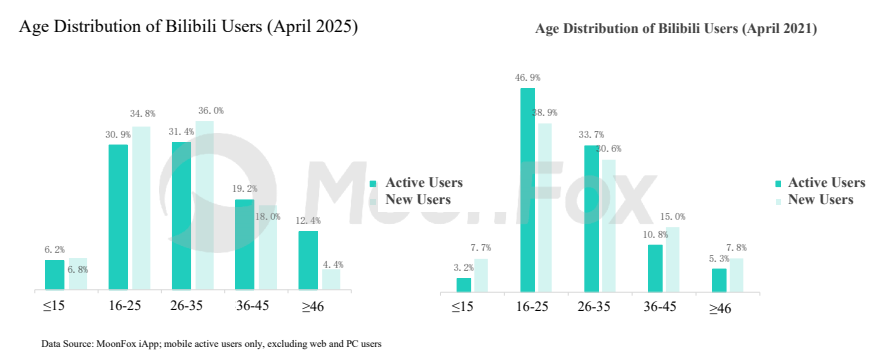 Age Distribution of Bilibili Users (April 2025)
34.8%
36.0%
30.9%
31.4%
19.2%
18.0%
12.4%
6.2%
6.8%
4.4%
≤15 16-25 26-35 36-45 ≥46
Active Users
New Users
Age Distribution of Bilibili Users (April 2021)
46.9%
38.9%
33.7%
30.6%
15.0%
10.8%
7.7%
7.8%
3.2%
5.3%
≤15 16-25 26-35 36-45 ≥46
Active Users
New Users
MoonFox
Data Source: MoonFox iApp; mobile active users only, excluding web and PC users